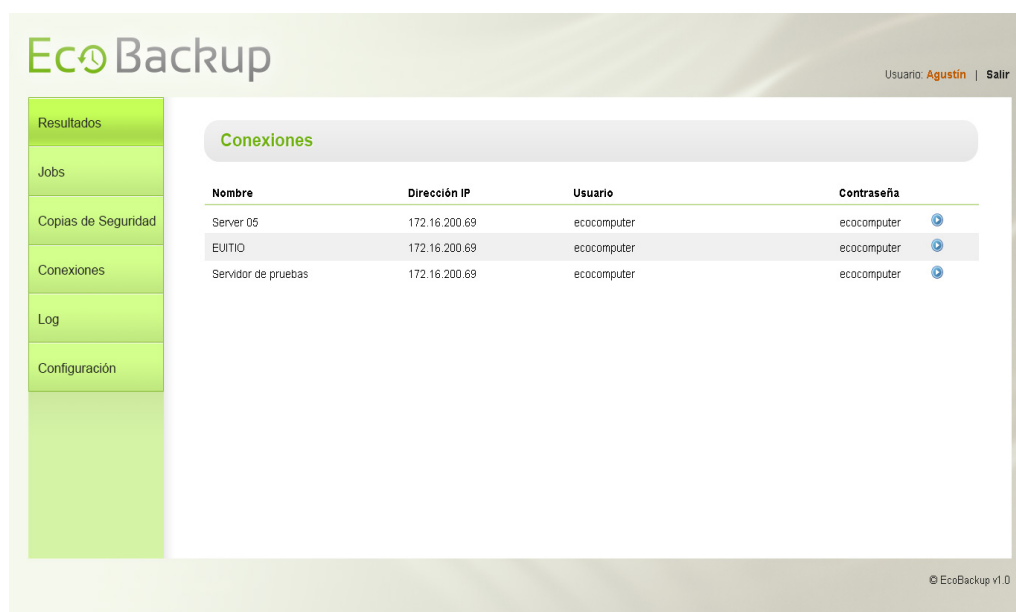 EcoBackup
Usuario: Agustín | Salir
Resultados
Jobs
Copias de Seguridad
Conexiones
Log
Configuración
Conexiones
Nombre Dirección IP Usuario Contraseña
Server 05 172.16.200.69 ecocomputer ecocomputer
EUITIO 172.16.200.69 ecocomputer ecocomputer
Servidor de pruebas 172.16.200.69 ecocomputer ecocomputer
© EcoBackup v1.0